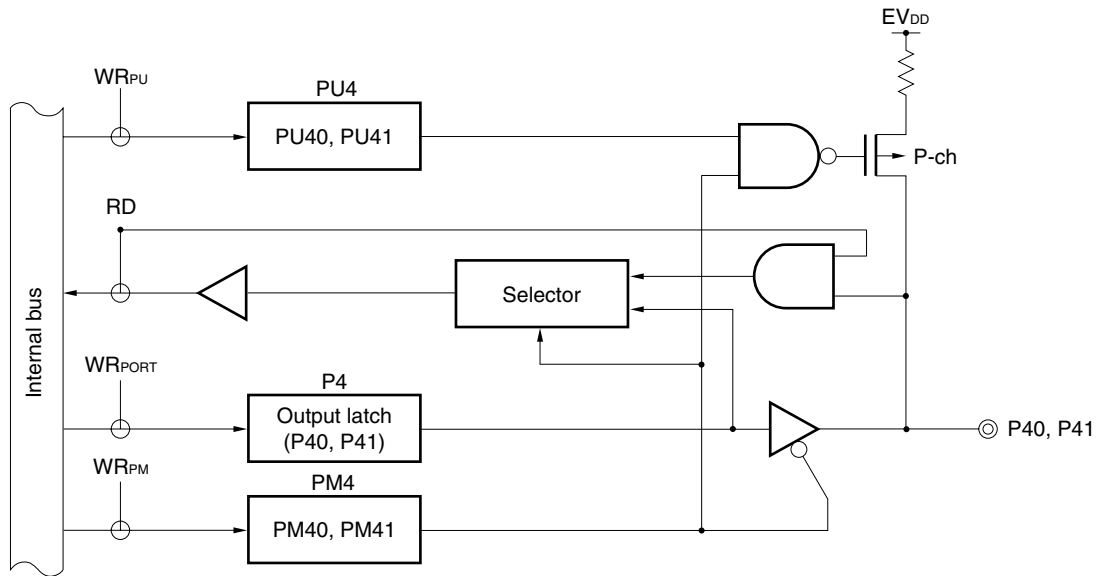 EVDD
WRPU
PU4
PU40, PU41
P-ch
RD
Selector
Internal bus
WRPORT
P4
Output latch
(P40, P41)
P40, P41
WRPM
PM4
PM40, PM41